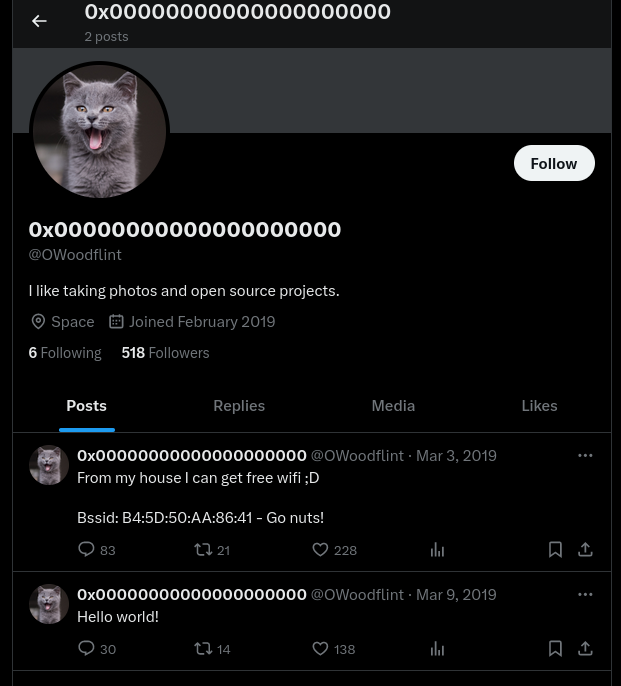 0x00000000000000000000
2 posts
Follow
0x00000000000000000000
@OWoodflint
I like taking photos and open source projects.
Space Joined February 2019
6 Following 518 Followers
Posts Replies Media Likes
0x00000000000000000000 @OWoodflint · Mar 3, 2019
From my house I can get free wifi ;D
Bssid: B4:5D:50:AA:86:41 - Go nuts!
83 21 228
0x00000000000000000000 @OWoodflint · Mar 9, 2019
Hello world!
30 14 138